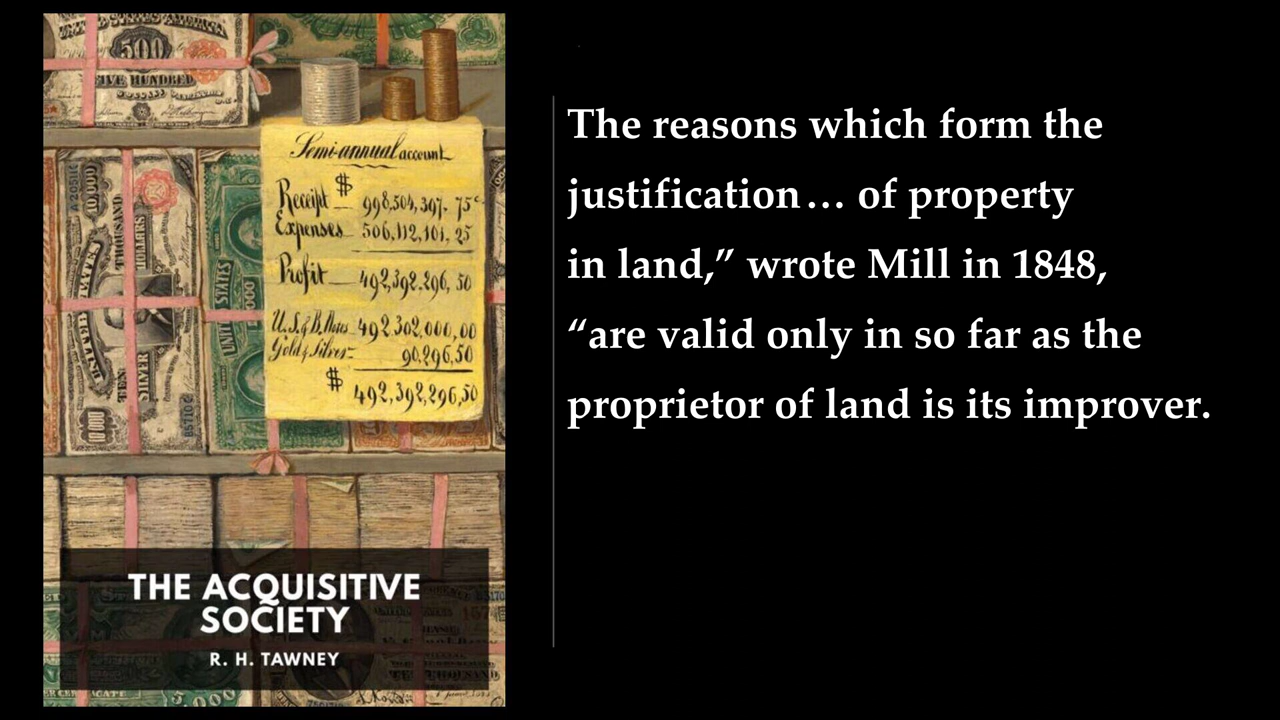 500
FIVE HUNDRED
Semi-annual account
$
Receipt 998,504,397. 75c
Expenses 506,112,101, 25
Profit 492,392,296, 50
U.S. & B. Notes 492 302,000,00
Gold & Silver 90,296,50
$ 492,392,296,50
THE ACQUISITIVE
SOCIETY
R. H. TAWNEY
The reasons which form the
justification… of property
in land,” wrote Mill in 1848,
“are valid only in so far as the
proprietor of land is its improver.